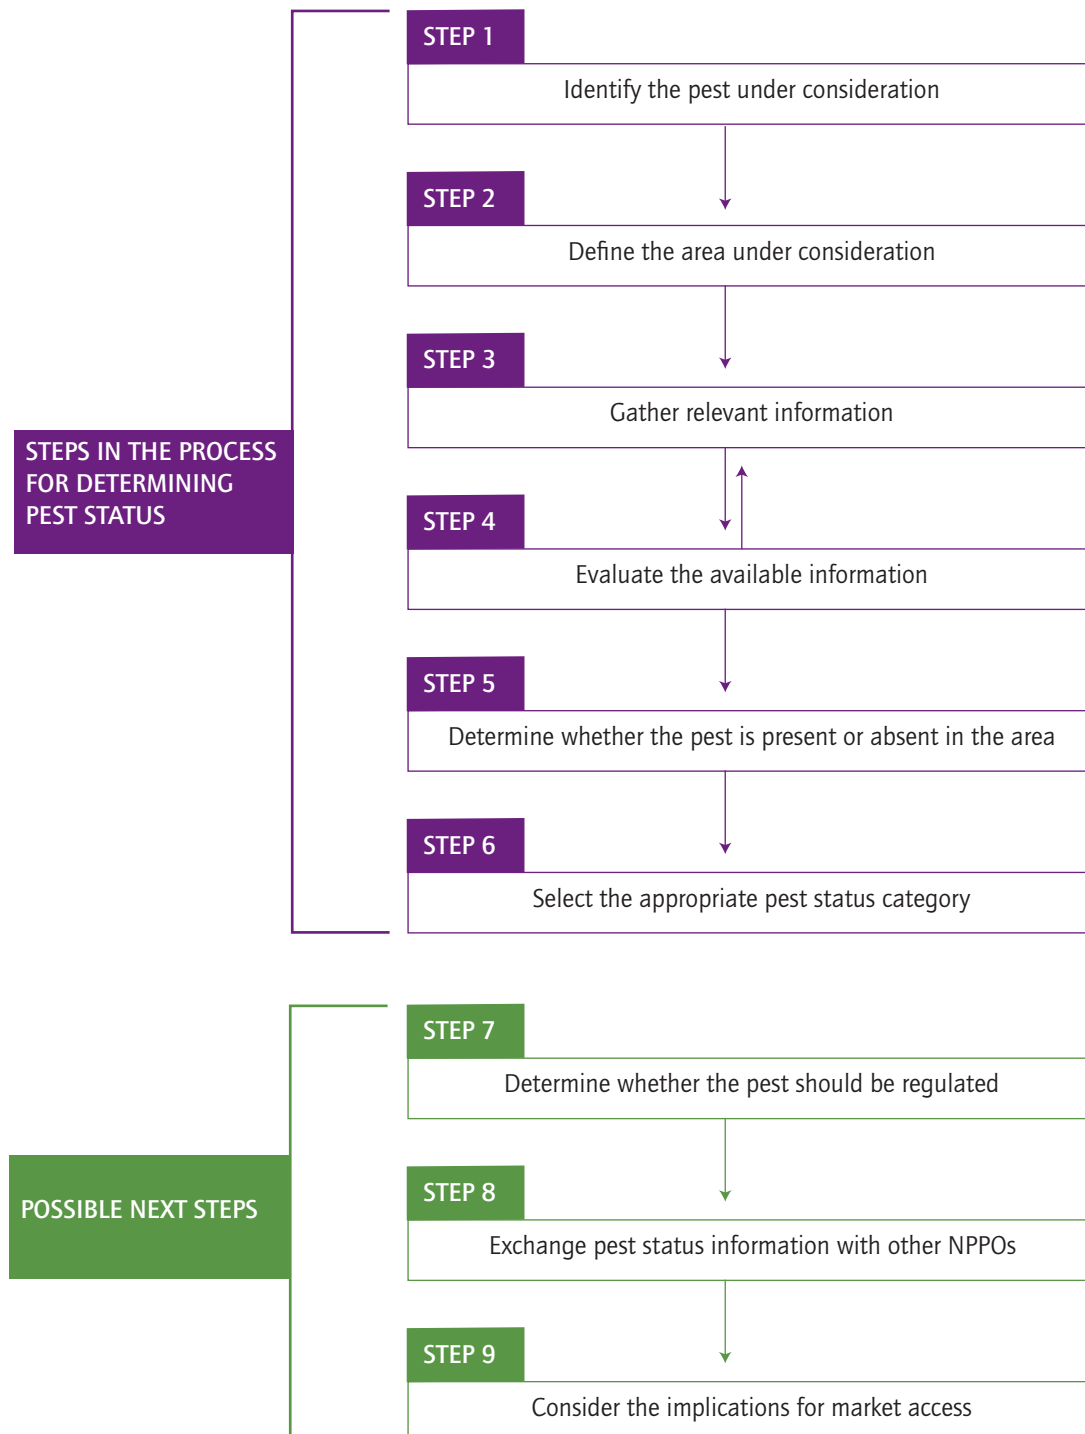 STEP 1
Identify the pest under consideration
STEP 2
Define the area under consideration
STEP 3
Gather relevant information
STEPS IN THE PROCESS
FOR DETERMINING
PEST STATUS
STEP 4
Evaluate the available information
STEP 5
Determine whether the pest is present or absent in the area
STEP 6
Select the appropriate pest status category
STEP 7
Determine whether the pest should be regulated
POSSIBLE NEXT STEPS
STEP 8
Exchange pest status information with other NPPOs
STEP 9
Consider the implications for market access